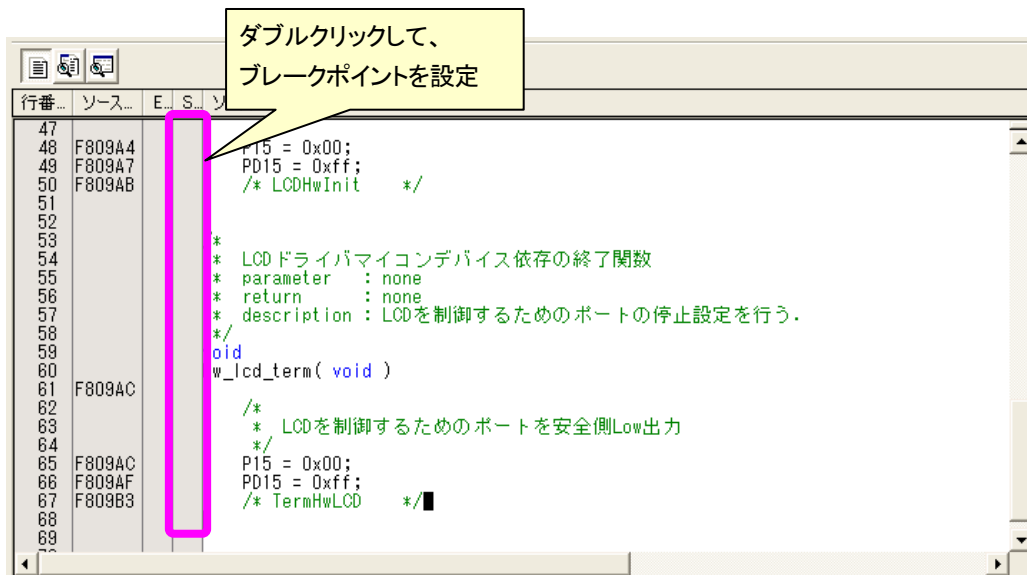 ダブルクリックして、
ブレークポイントを設定
行番... ソース... E... S... ソ
47
48 F809A4 P15 = 0x00;
49 F809A7 PD15 = 0xff;
50 F809AB /* LCDHwInit */
51
52
53 *
54 * LCDドライバマイコンデバイス依存の終了関数
55 * parameter : none
56 * return : none
57 * description : LCDを制御するためのポートの停止設定を行う.
58 */
59 oid
60 w_lcd_term( void )
61 F809AC
62 /*
63 * LCDを制御するためのポートを安全側Low出力
64 */
65 F809AC P15 = 0x00;
66 F809AF PD15 = 0xff;
67 F809B3 /* TermHwLCD */
68
69